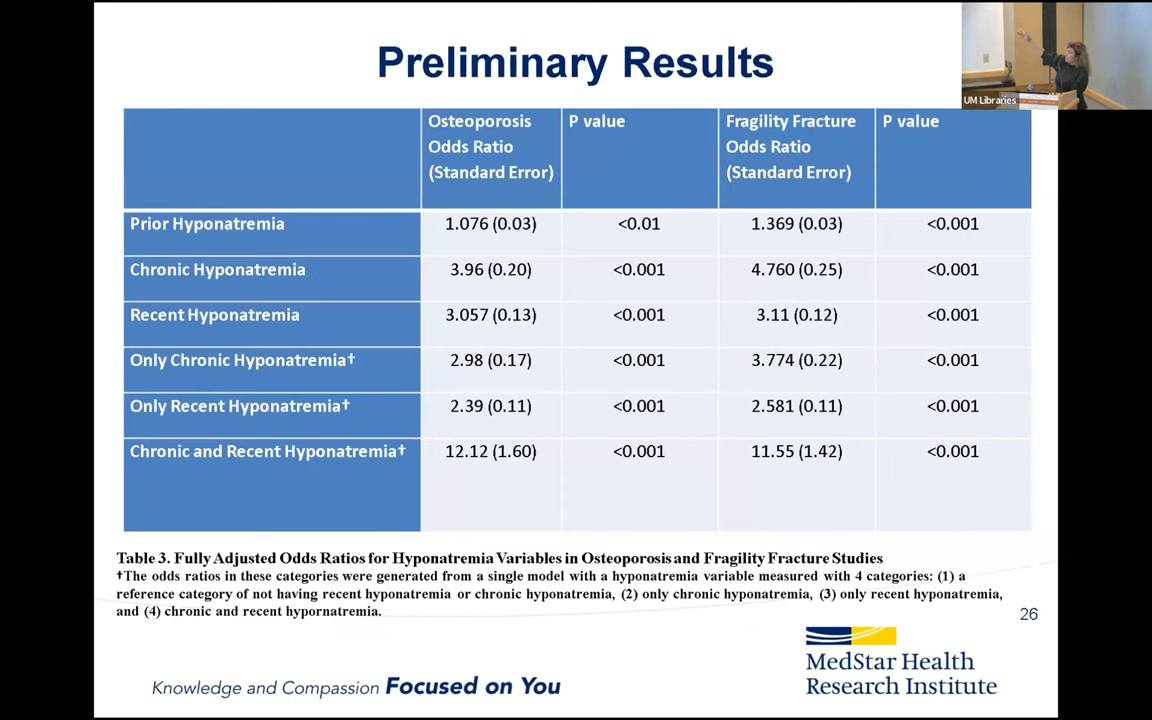 Preliminary Results
UM Libraries
Osteoporosis Odds Ratio (Standard Error) P value Fragility Fracture Odds Ratio (Standard Error) P value
Prior Hyponatremia 1.076 (0.03) <0.01 1.369 (0.03) <0.001
Chronic Hyponatremia 3.96 (0.20) <0.001 4.760 (0.25) <0.001
Recent Hyponatremia 3.057 (0.13) <0.001 3.11 (0.12) <0.001
Only Chronic Hyponatremia† 2.98 (0.17) <0.001 3.774 (0.22) <0.001
Only Recent Hyponatremia† 2.39 (0.11) <0.001 2.581 (0.11) <0.001
Chronic and Recent Hyponatremia† 12.12 (1.60) <0.001 11.55 (1.42) <0.001
Table 3. Fully Adjusted Odds Ratios for Hyponatremia Variables in Osteoporosis and Fragility Fracture Studies
†The odds ratios in these categories were generated from a single model with a hyponatremia variable measured with 4 categories: (1) a
reference category of not having recent hyponatremia or chronic hyponatremia, (2) only chronic hyponatremia, (3) only recent hyponatremia,
and (4) chronic and recent hypornatremia.
26
Knowledge and Compassion Focused on You
MedStar Health
Research Institute